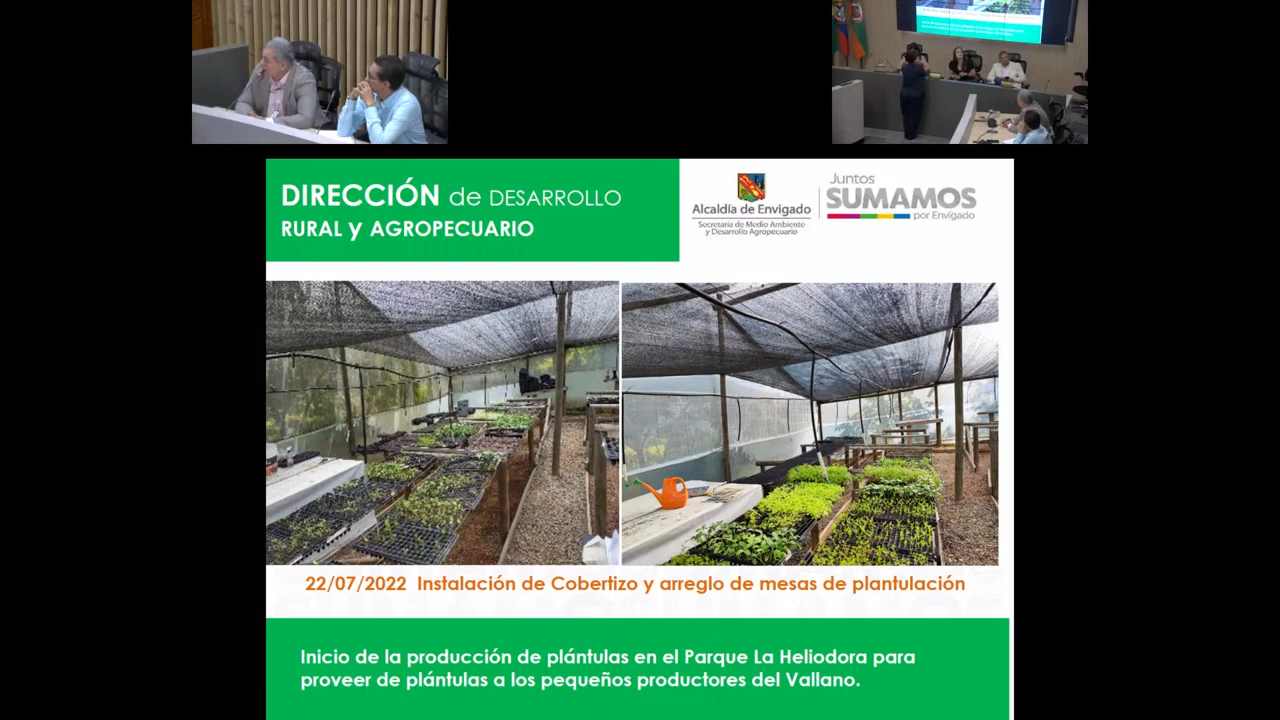 DIRECCIÓN de DESARROLLO
RURAL y AGROPECUARIO
Alcaldía de Envigado
Secretaría de Medio Ambiente
y Desarrollo Agropecuario
Juntos
SUMAMOS
por Envigado
22/07/2022 Instalación de Cobertizo y arreglo de mesas de plantulación
Inicio de la producción de plántulas en el Parque La Heliodora para
proveer de plántulas a los pequeños productores del Vallano.